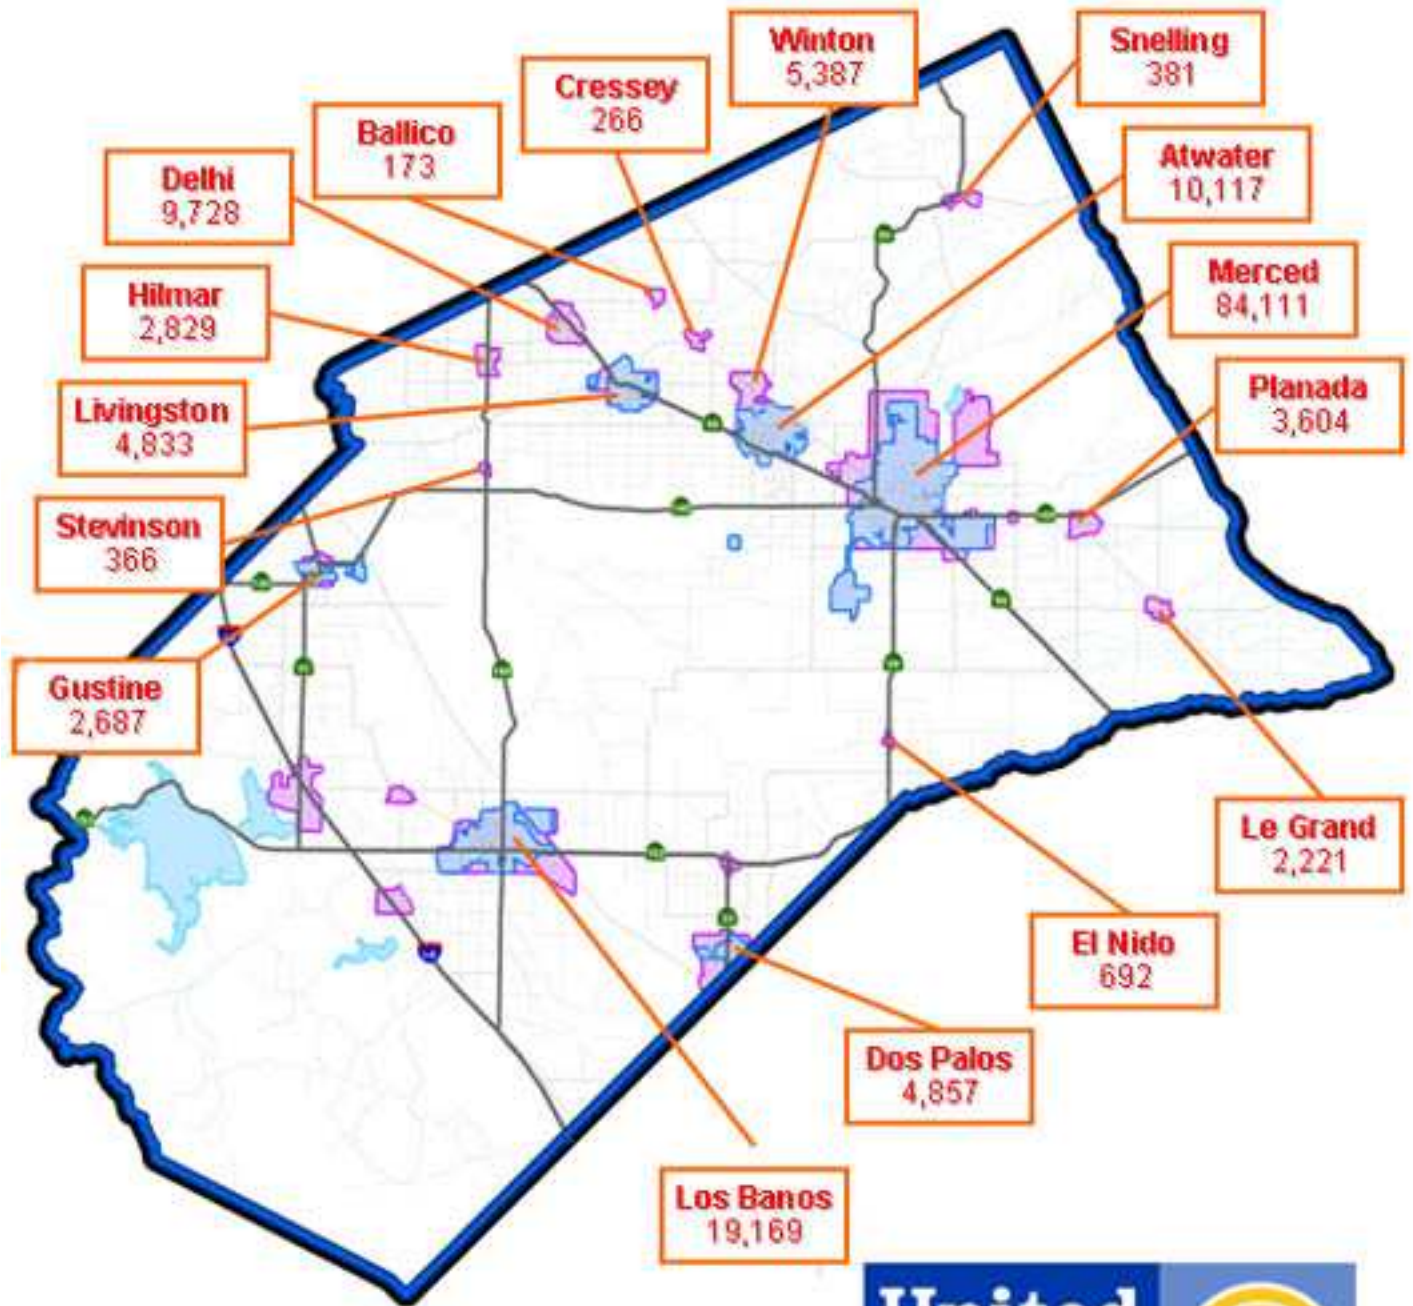 Winton
5,387
Snelling
381
Cressey
266
Ballico
173
Atwater
10,117
Delhi
9,728
Merced
84,111
Hilmar
2,829
Planada
3,604
Livingston
4,833
Stevinson
366
Gustine
2,687
Le Grand
2,221
El Nido
692
Dos Palos
4,857
Los Banos
19,169
United